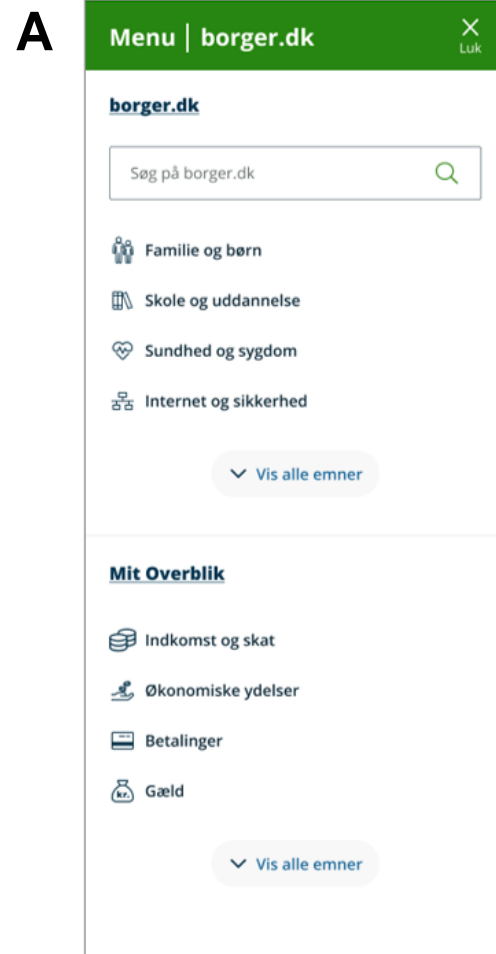 A
Menu | borger.dk
Luk
borger.dk
Søg på borger.dk
Familie og børn
Skole og uddannelse
Sundhed og sygdom
Internet og sikkerhed
Vis alle emner
Mit Overblik
Indkomst og skat
Økonomiske ydelser
Betalinger
kr.
Gæld
Vis alle emner